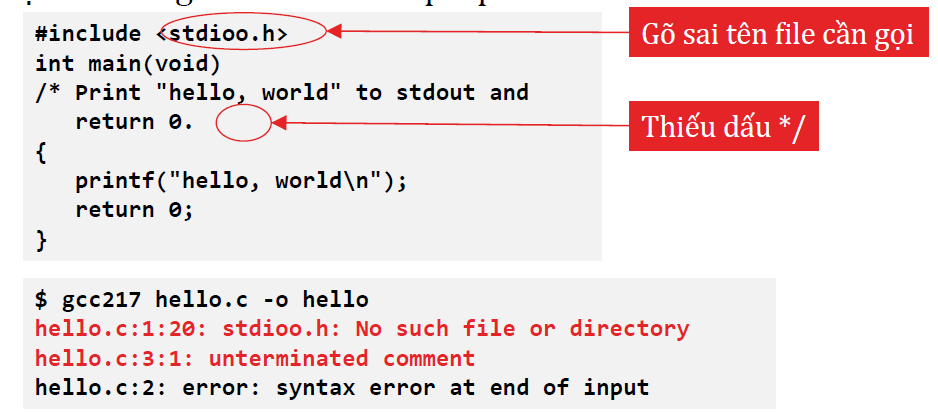 #include <stdioo.h>
Gõ sai tên file cần gọi
int main(void)
/* Print "hello, world" to stdout and
return 0.
Thiếu dấu */
{
printf("hello, world\n");
return 0;
}
$ gcc217 hello.c -o hello
hello.c:1:20: stdioo.h: No such file or directory
hello.c:3:1: unterminated comment
hello.c:2: error: syntax error at end of input